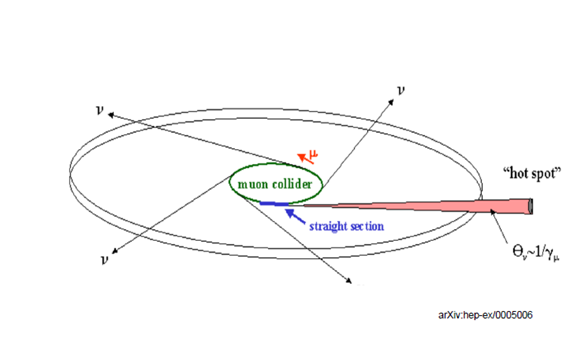 ν
ν
μ
muon collider
"hot spot"
straight section
ν
Θν~1/γμ
arXiv:hep-ex/0005006